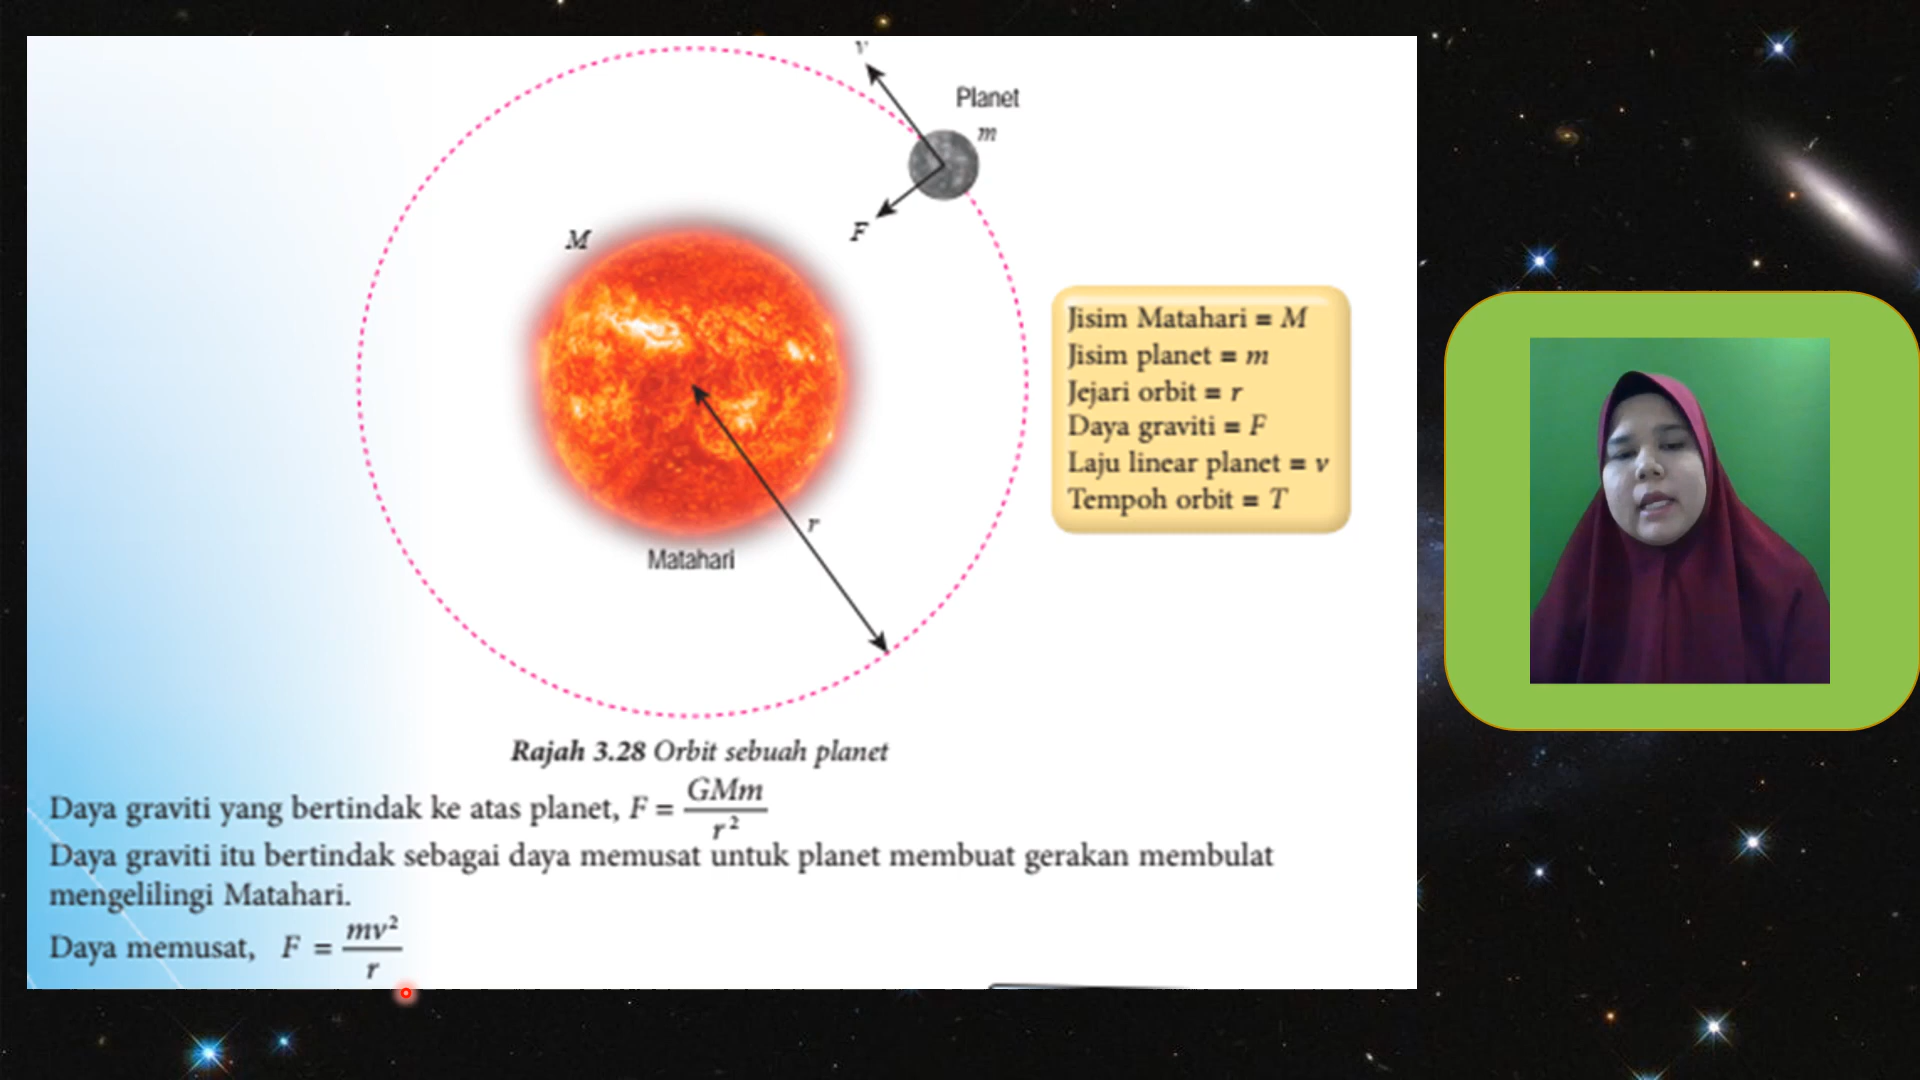 v
Planet
m
F
M
Jisim Matahari = M
Jisim planet = m
Jejari orbit = r
Daya graviti = F
Laju linear planet = v
Tempoh orbit = T
r
Matahari
Rajah 3.28 Orbit sebuah planet
Daya graviti yang bertindak ke atas planet, F = GMm/r²
Daya graviti itu bertindak sebagai daya memusat untuk planet membuat gerakan membulat
mengelilingi Matahari.
Daya memusat, F = mv²/r